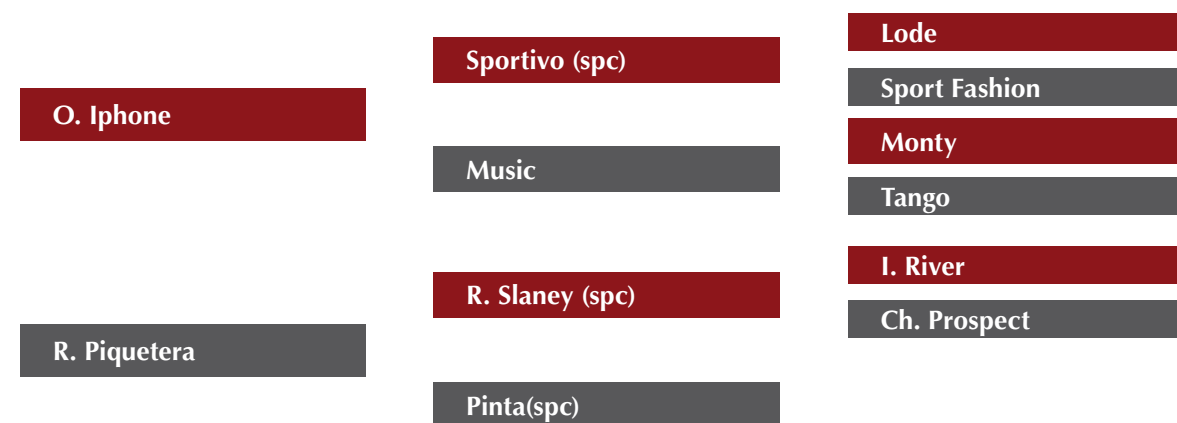 O. Iphone
R. Piquetera
Sportivo (spc)
Music
R. Slaney (spc)
Pinta(spc)
Lode
Sport Fashion
Monty
Tango
I. River
Ch. Prospect